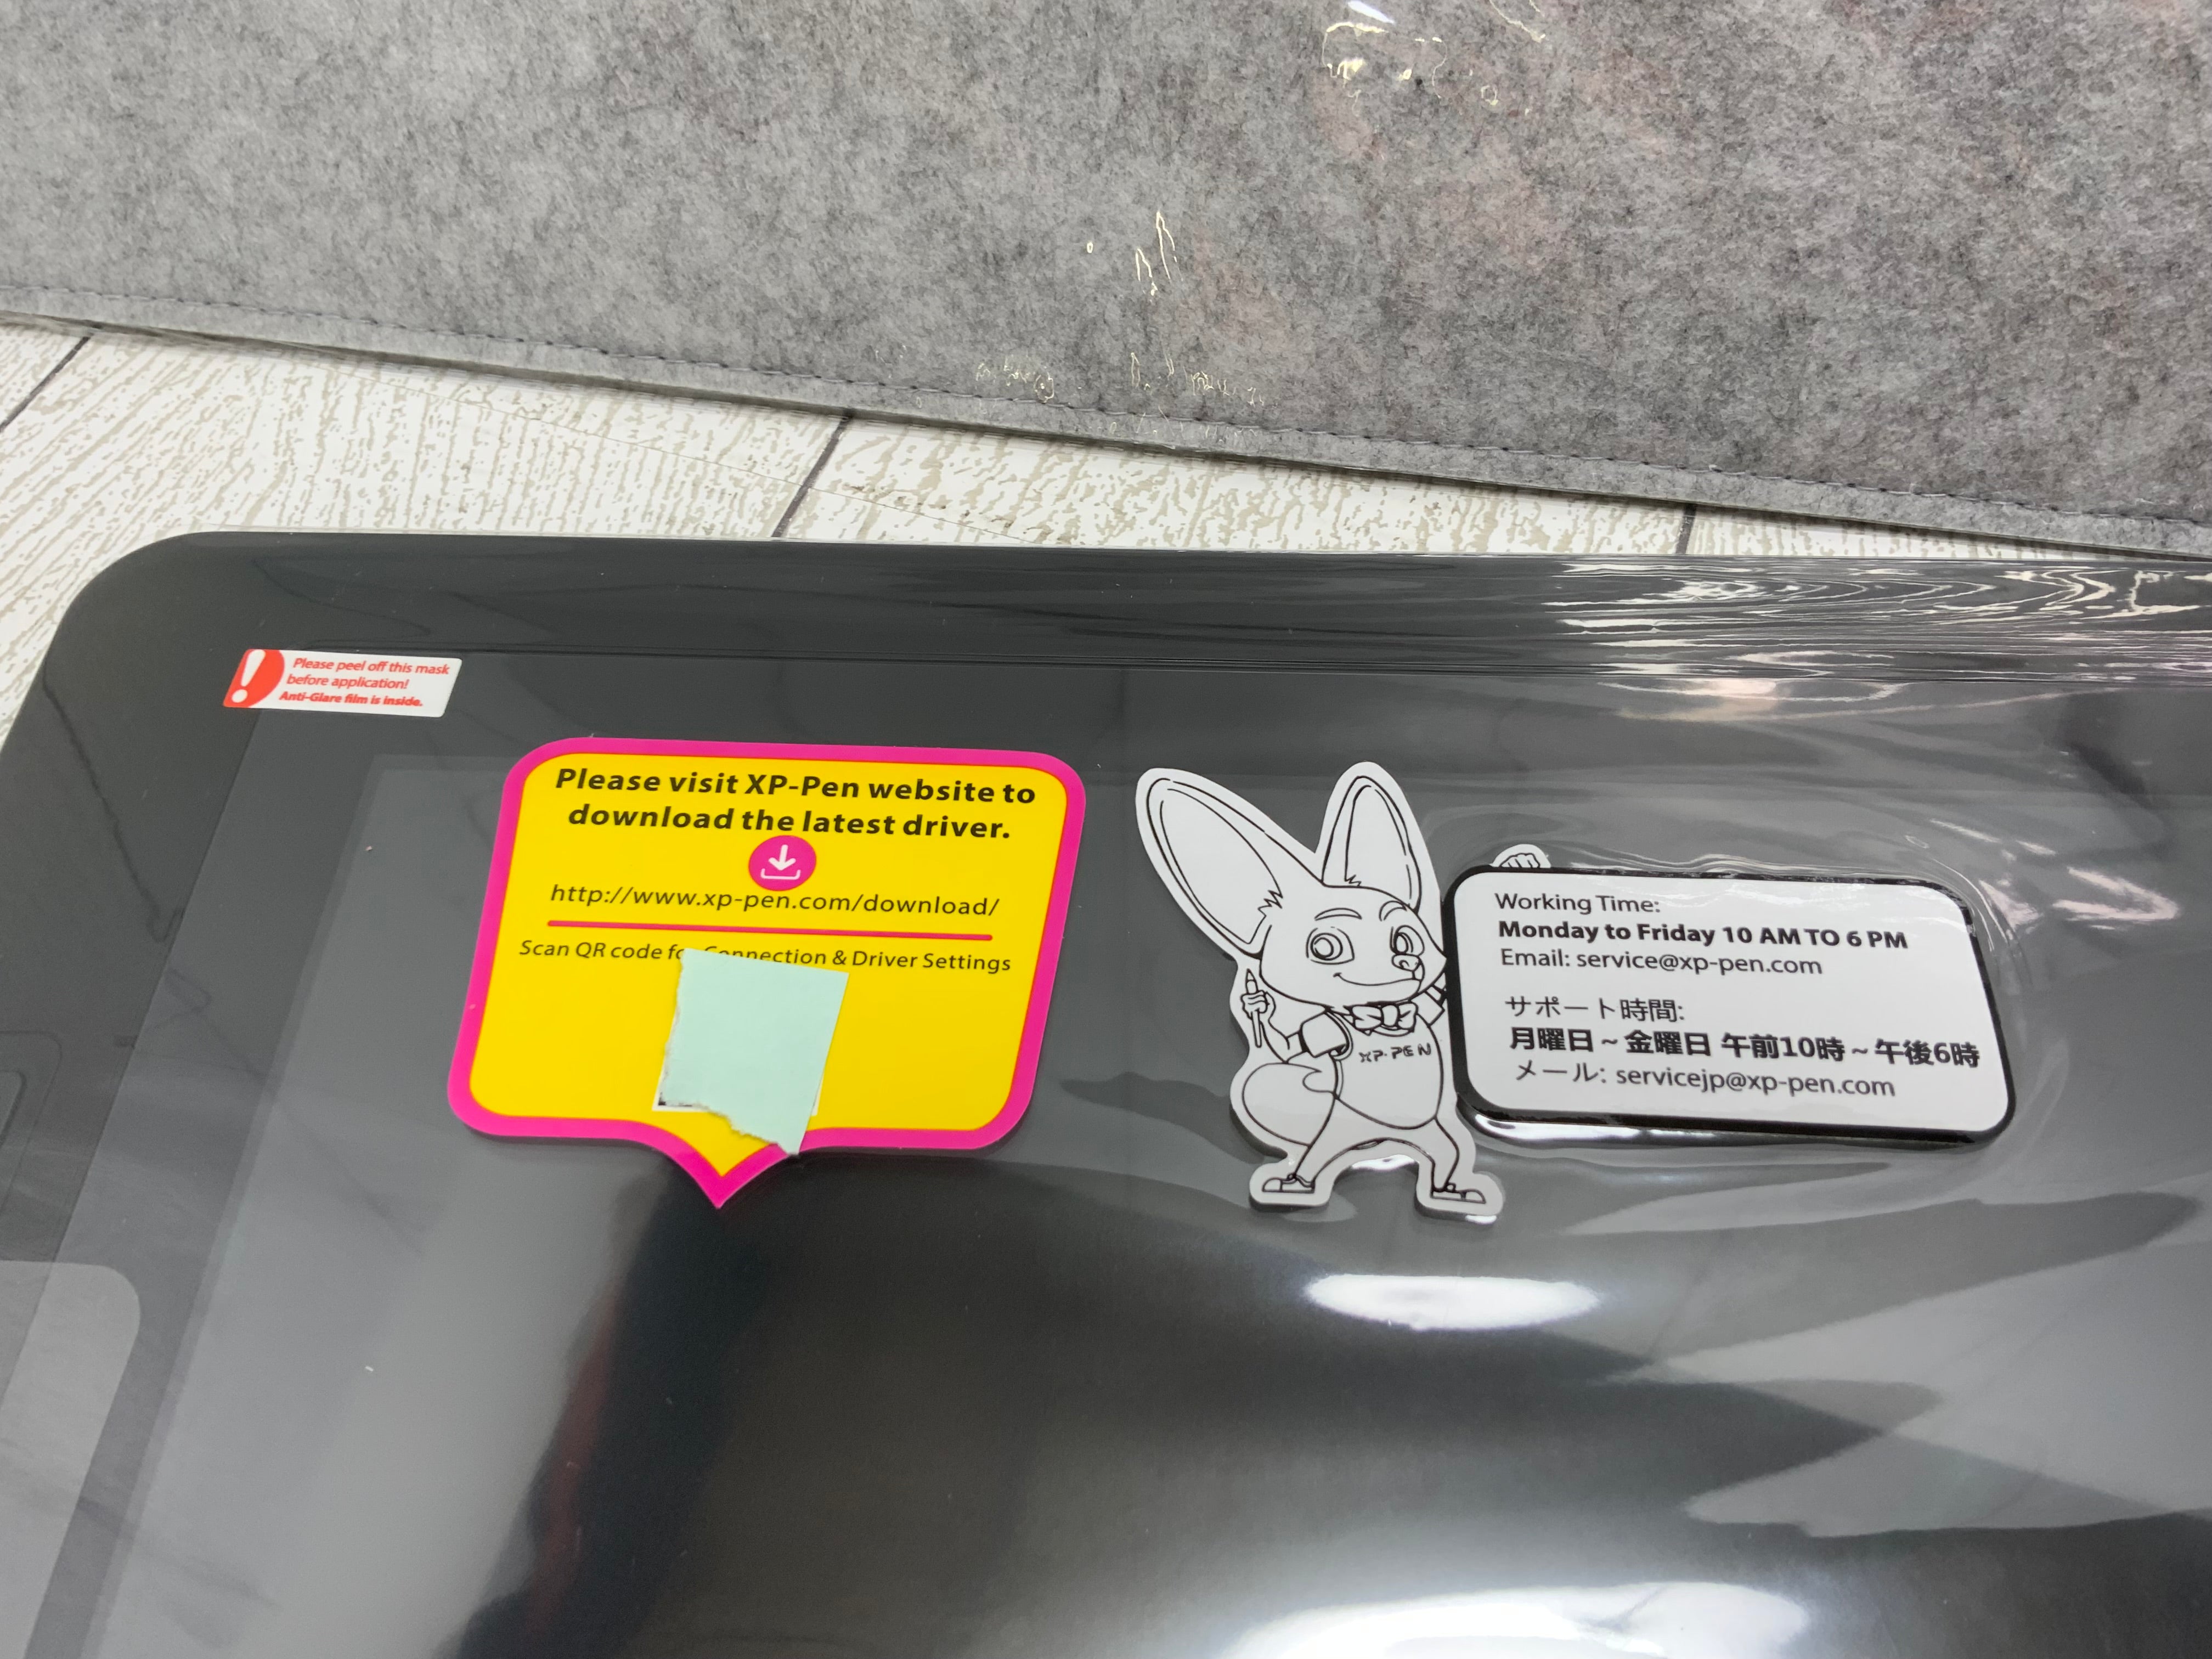 Please peel off this mask
before application!
Anti-Glare film is inside.
Please visit XP-Pen website to
download the latest driver.
http://www.xp-pen.com/download/
Scan QR code for Connection & Driver Settings
XP-PEN
Working Time:
Monday to Friday 10 AM TO 6 PM
Email: service@xp-pen.com
サポート時間:
月曜日~金曜日 午前10時~午後6時
メール: servicejp@xp-pen.com